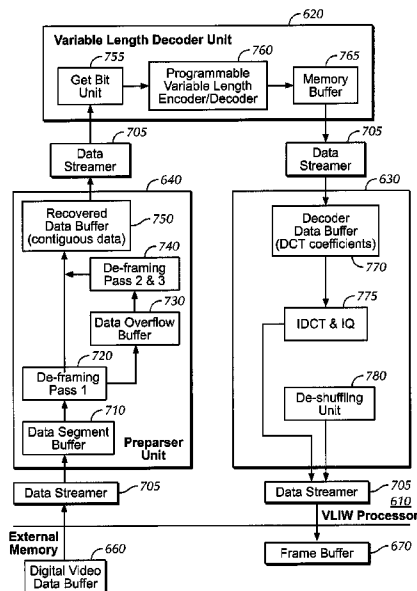 620
Variable Length Decoder Unit
755
760
765
Get Bit
Unit
Programmable
Variable Length
Encoder/Decoder
Memory
Buffer
705
705
Data
Streamer
Data
Streamer
640
630
Recovered
Data Buffer
(contiguous data)
750
740
De-framing
Pass 2 & 3
730
Data Overflow
Buffer
720
De-framing
Pass 1
710
Data Segment
Buffer
Preparser
Unit
Decoder
Data Buffer
(DCT coefficients)
770
775
IDCT & IQ
780
De-shuffling
Unit
Data Streamer
705
Data Streamer
705
610
VLIW Processor
External
Memory
660
Digital Video
Data Buffer
Frame Buffer
670